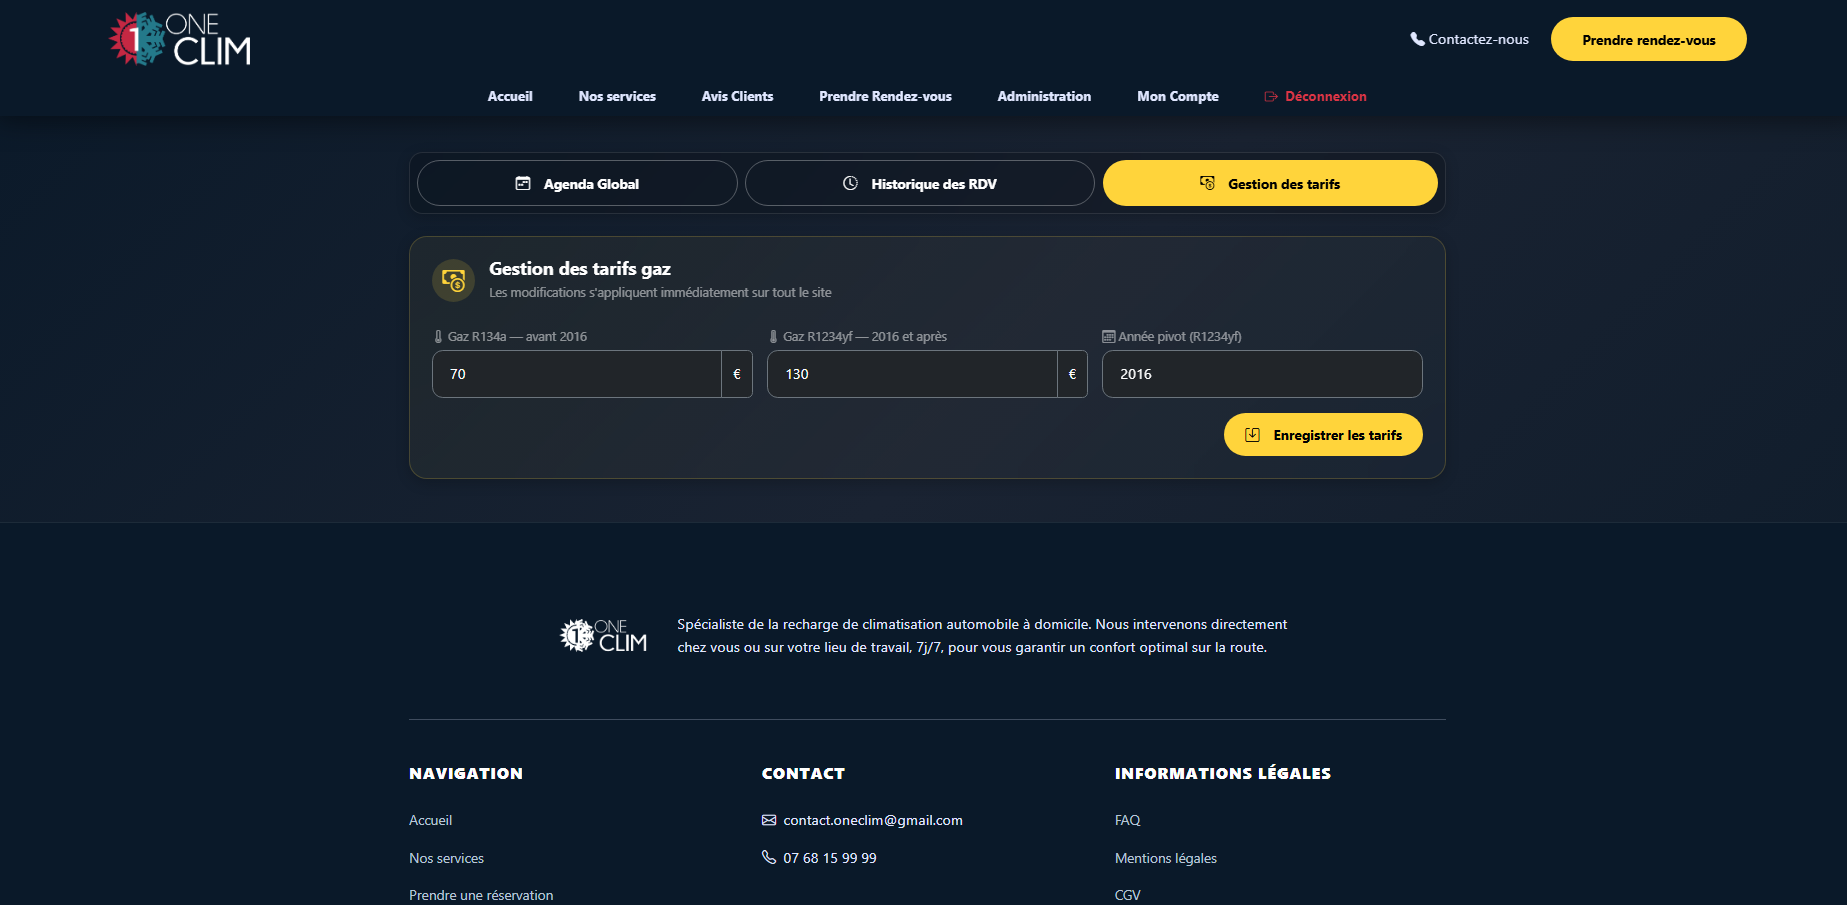 1 ONE
CLIM
Contactez-nous
Prendre rendez-vous
Accueil
Nos services
Avis Clients
Prendre Rendez-vous
Administration
Mon Compte
Déconnexion
Agenda Global
Historique des RDV
Gestion des tarifs
Gestion des tarifs gaz
Les modifications s'appliquent immédiatement sur tout le site
Gaz R134a — avant 2016
Gaz R1234yf — 2016 et après
Année pivot (R1234yf)
70 €
130 €
2016
Enregistrer les tarifs
1 ONE
CLIM
Spécialiste de la recharge de climatisation automobile à domicile. Nous intervenons directement
chez vous ou sur votre lieu de travail, 7j/7, pour vous garantir un confort optimal sur la route.
NAVIGATION
Accueil
Nos services
Prendre une réservation
CONTACT
contact.oneclim@gmail.com
07 68 15 99 99
INFORMATIONS LÉGALES
FAQ
Mentions légales
CGV